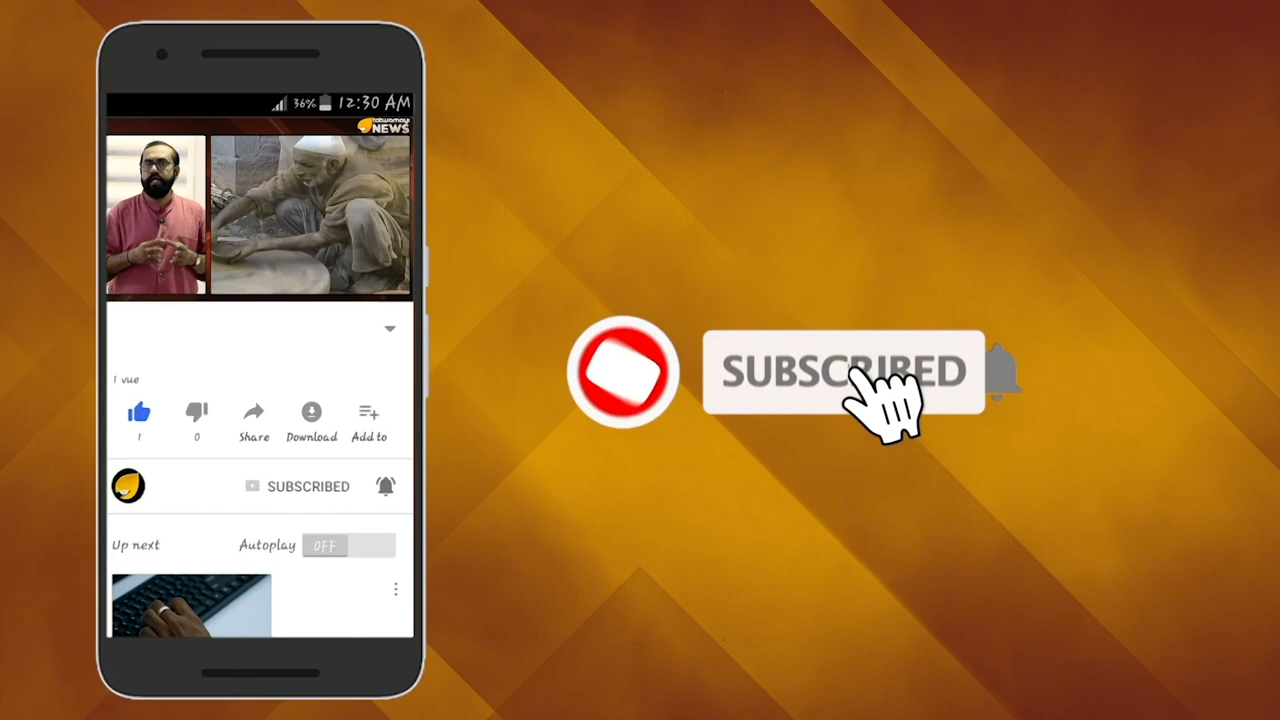 36% 12:30 AM
tatwamayi
NEWS
1 vue
1
0
Share
Download
Add to
SUBSCRIBED
Up next
Autoplay
OFF
SUBSCRIBED